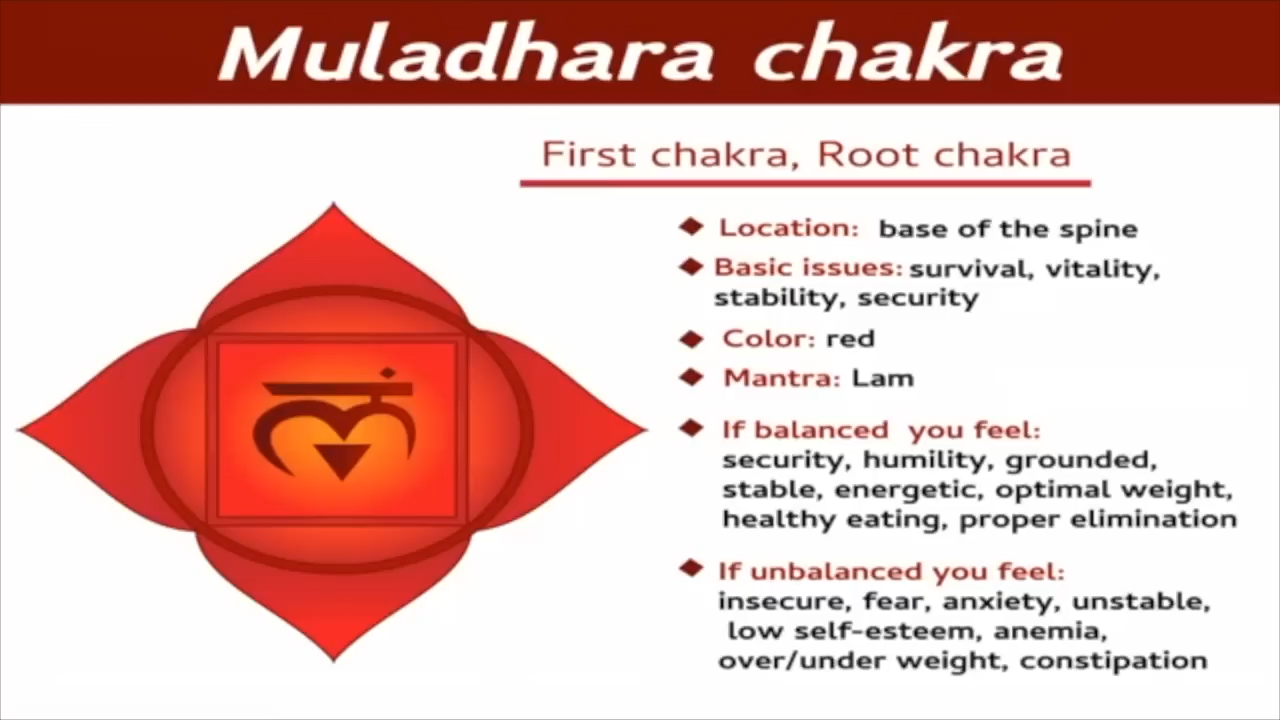 Muladhara chakra
First chakra, Root chakra
Location: base of the spine
Basic issues: survival, vitality,
stability, security
Color: red
Mantra: Lam
लं
If balanced you feel:
security, humility, grounded,
stable, energetic, optimal weight,
healthy eating, proper elimination
If unbalanced you feel:
insecure, fear, anxiety, unstable,
low self-esteem, anemia,
over/under weight, constipation